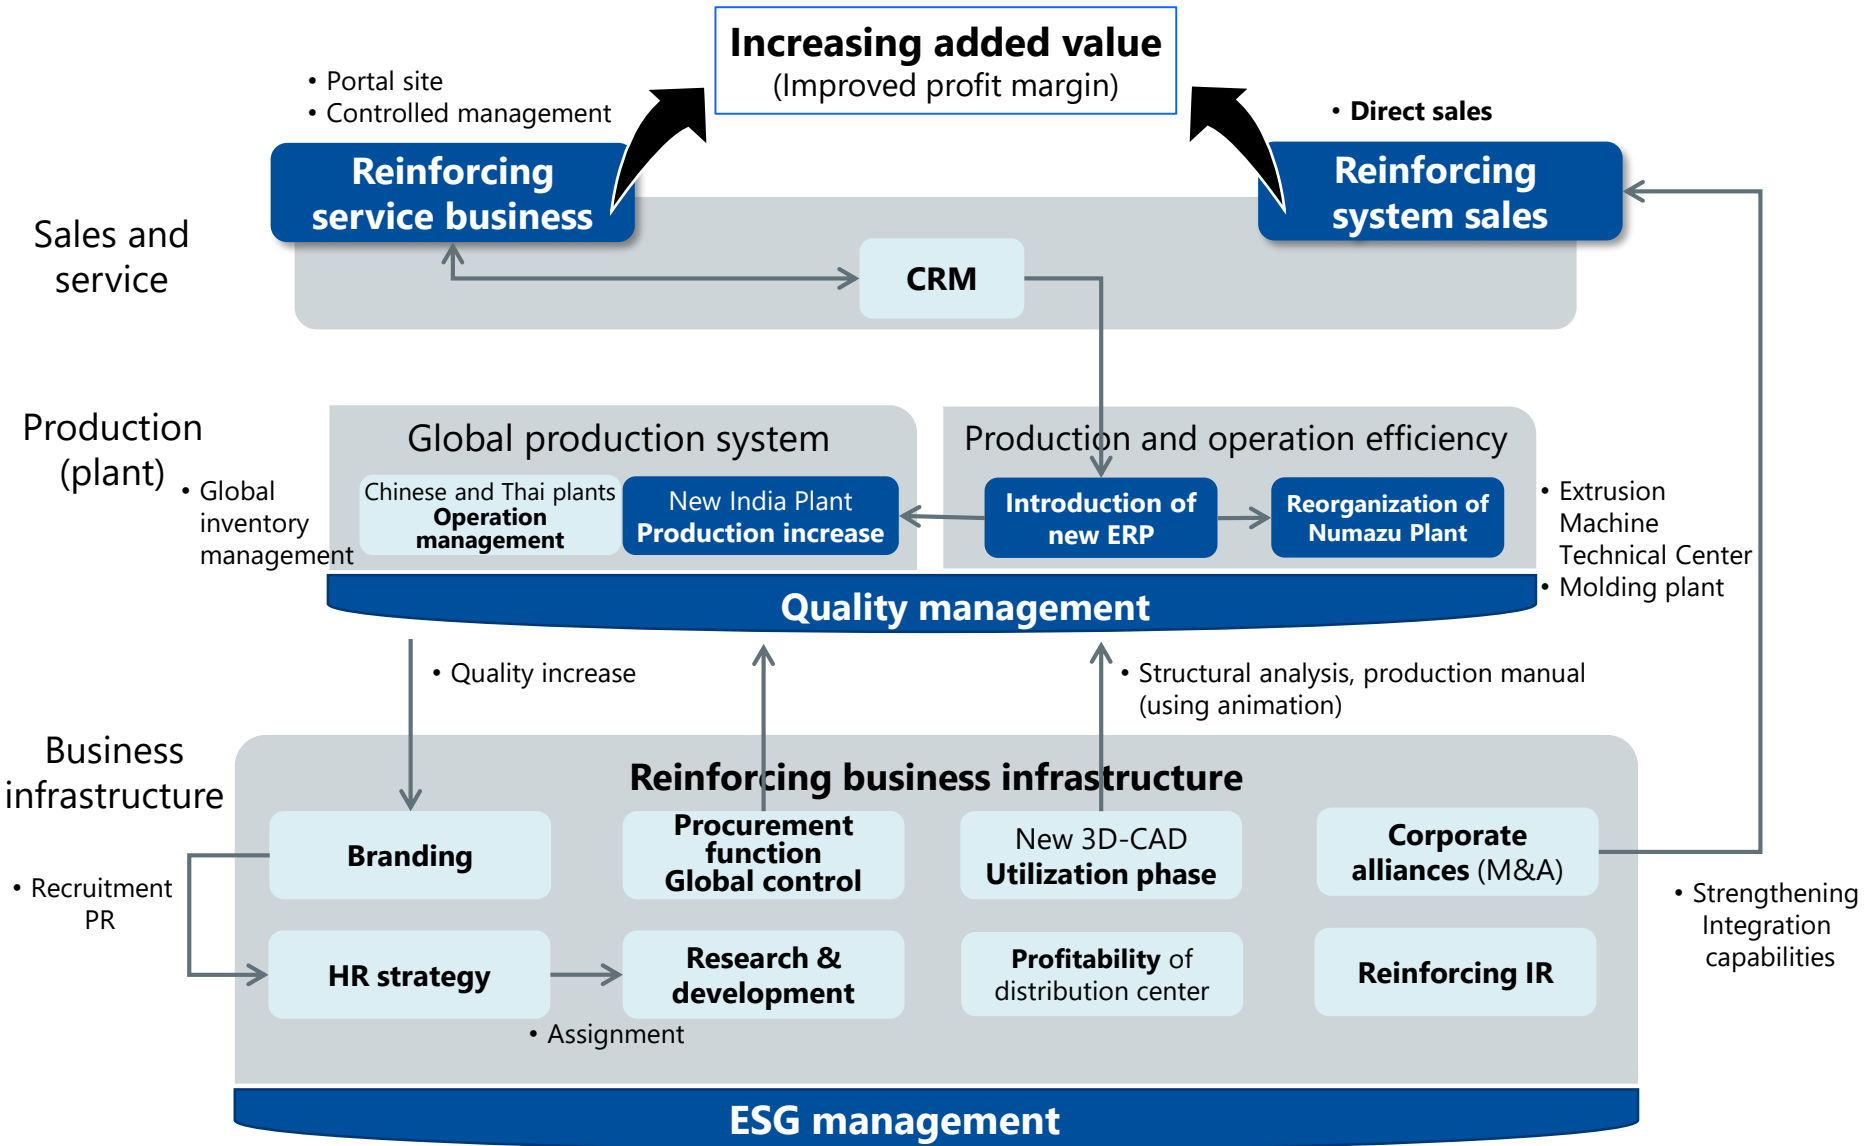 Increasing added value
(Improved profit margin)
• Portal site
• Controlled management
• Direct sales
Reinforcing
service business
Reinforcing
system sales
Sales and
service
CRM
Production
(plant)
Global production system
Production and operation efficiency
• Global
inventory
management
Chinese and Thai plants
Operation
management
New India Plant
Production increase
Introduction of
new ERP
Reorganization of
Numazu Plant
• Extrusion
Machine
Technical Center
• Molding plant
Quality management
• Quality increase
• Structural analysis, production manual
(using animation)
Business
infrastructure
Reinforcing business infrastructure
Branding
Procurement
function
Global control
New 3D-CAD
Utilization phase
Corporate
alliances (M&A)
• Recruitment
PR
• Strengthening
Integration
capabilities
HR strategy
Research &
development
Profitability of
distribution center
Reinforcing IR
• Assignment
ESG management